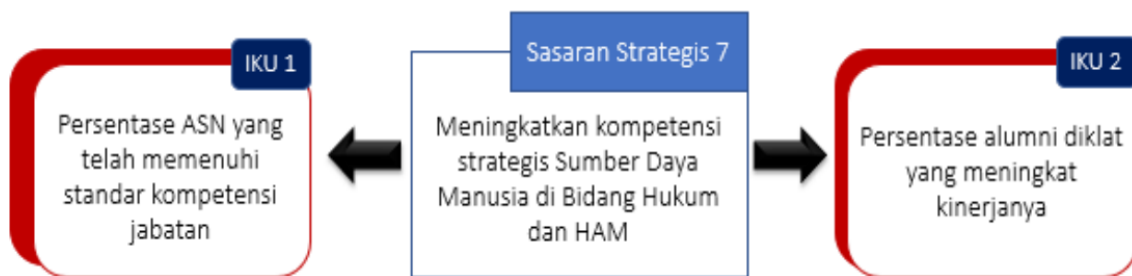 IKU 1
Persentase ASN yang
telah memenuhi
standar kompetensi
jabatan
Sasaran Strategis 7
Meningkatkan kompetensi
strategis Sumber Daya
Manusia di Bidang Hukum
dan HAM
IKU 2
Persentase alumni diklat
yang meningkat
kinerjanya